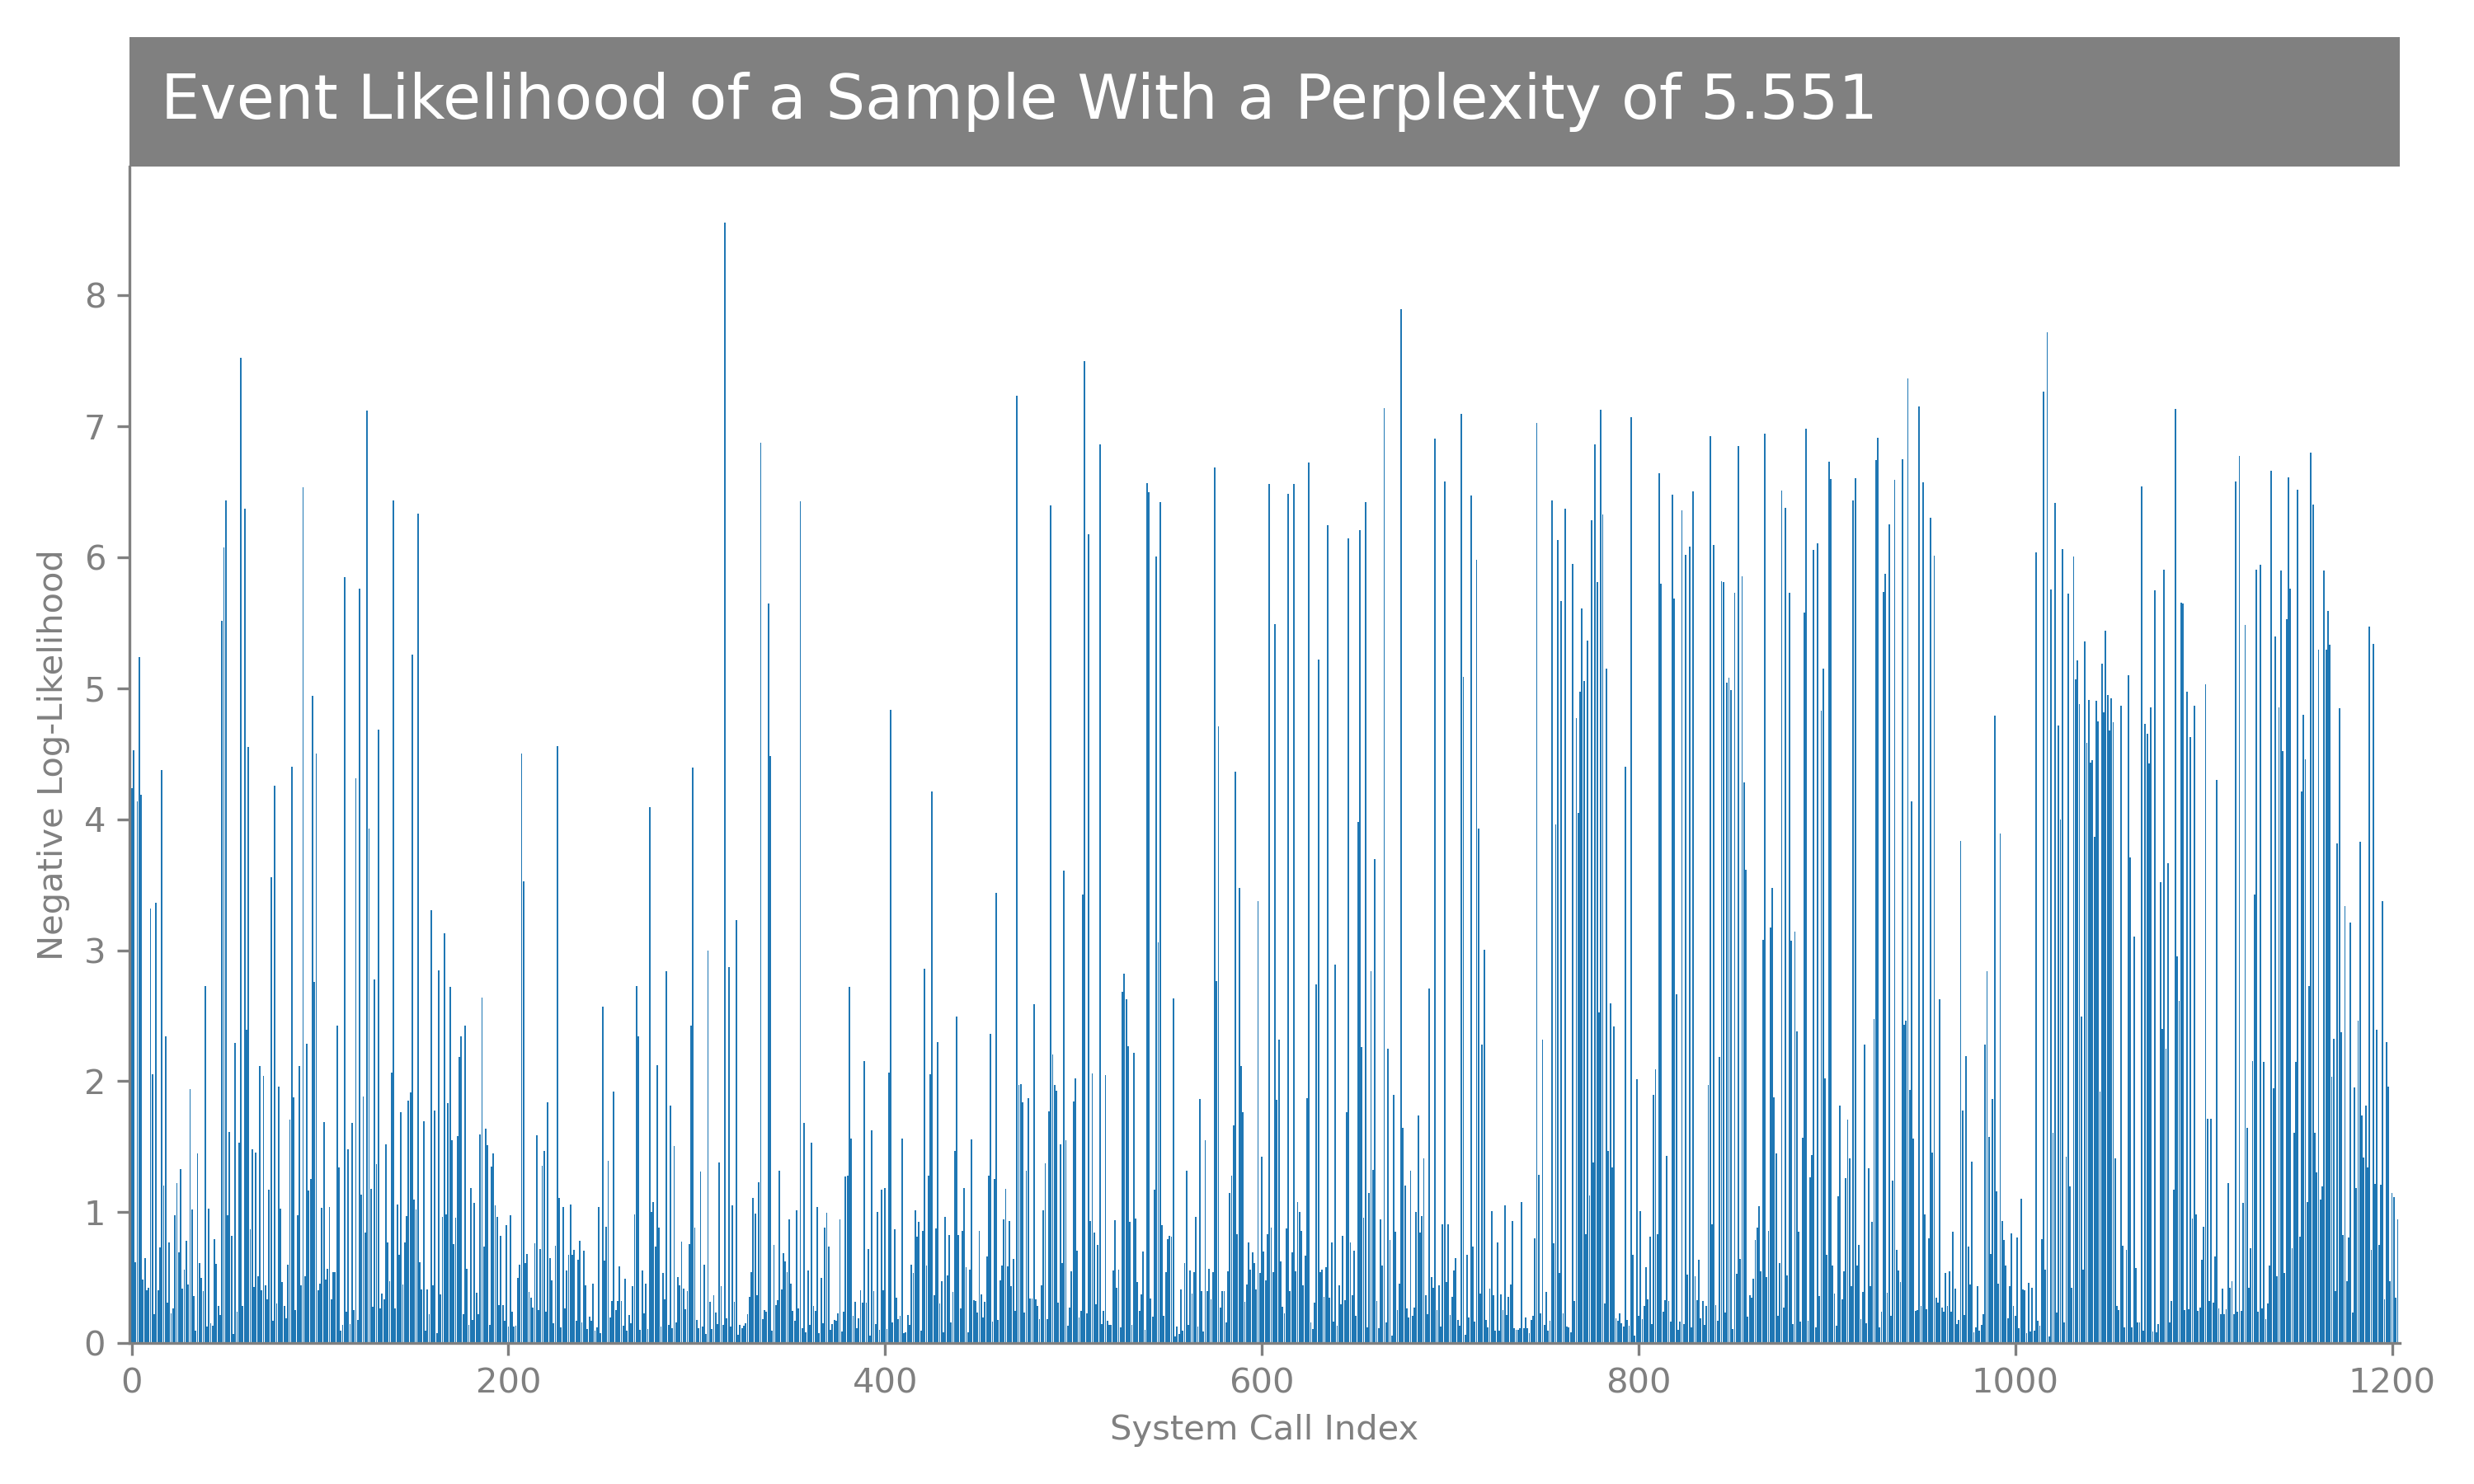 Event Likelihood of a Sample With a Perplexity of 5.551
8
7
6
5
4
3
2
1
0
Negative Log-Likelihood
0 200 400 600 800 1000 1200
System Call Index